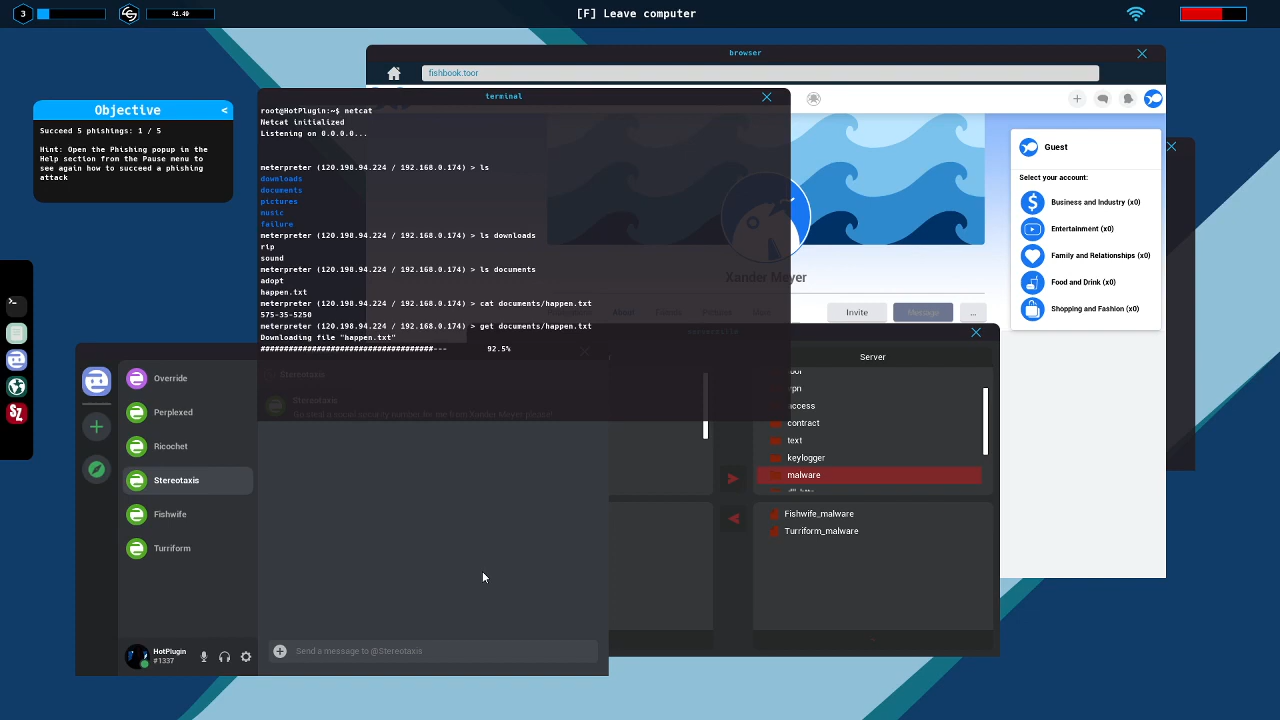 3
41.49
[F] Leave computer
Objective
<
Succeed 5 phishings: 1 / 5
Hint: Open the Phishing popup in the
Help section from the Pause menu to
see again how to succeed a phishing
attack
browser
fishbook.toor
terminal
root@HotPlugin:~$ netcat
Netcat initialized
Listening on 0.0.0.0...
meterpreter (120.198.94.224 / 192.168.0.174) > ls
downloads
documents
pictures
music
failure
meterpreter (120.198.94.224 / 192.168.0.174) > ls downloads
rip
sound
meterpreter (120.198.94.224 / 192.168.0.174) > ls documents
adopt
happen.txt
meterpreter (120.198.94.224 / 192.168.0.174) > cat documents/happen.txt
575-35-5250
meterpreter (120.198.94.224 / 192.168.0.174) > get documents/happen.txt
Downloading file "happen.txt"
#####################################--- 92.5%
Xander Meyer
About
Invite
Message
...
Guest
Select your account:
Business and Industry (x0)
Entertainment (x0)
Family and Relationships (x0)
Food and Drink (x0)
Shopping and Fashion (x0)
Override
Perplexed
Ricochet
Stereotaxis
Fishwife
Turriform
HotPlugin
#1337
Stereotaxis
Stereotaxis
Send a message to @Stereotaxis
Server
vpn
access
contract
text
keylogger
malware
Fishwife_malware
Turriform_malware